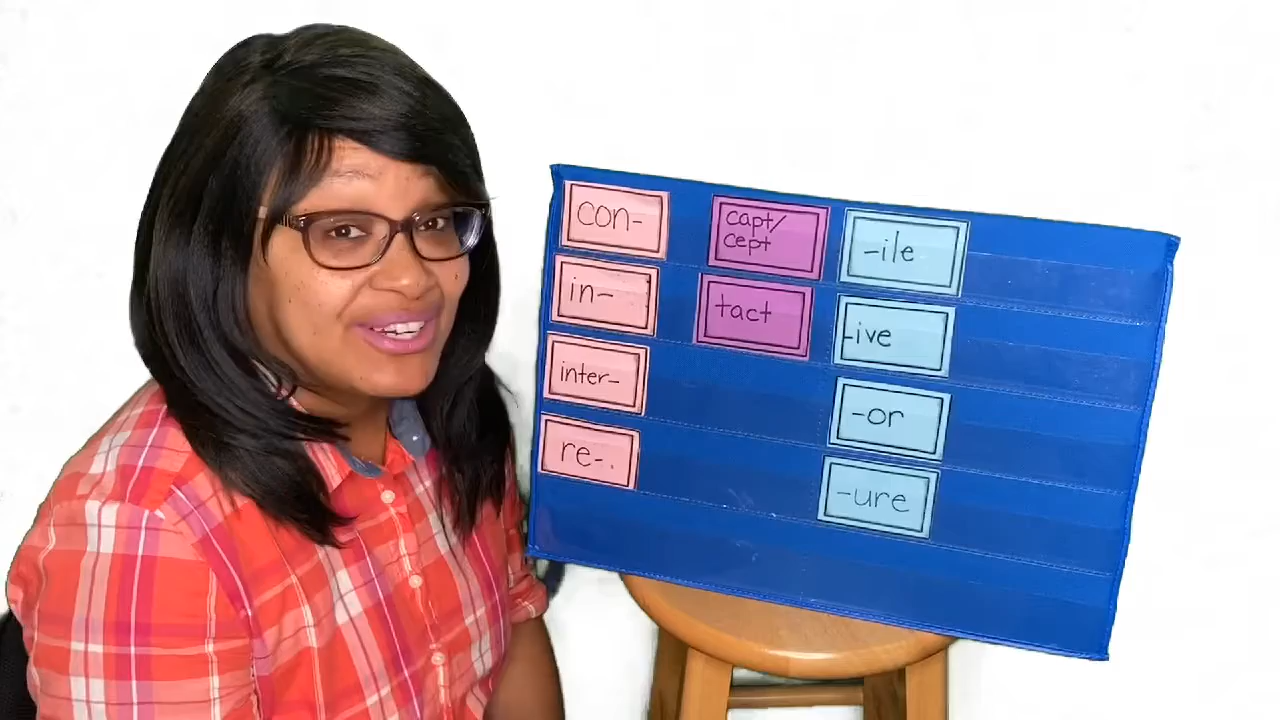 con-
in-
inter-
re-.
capt/
cept
tact
-ile
-ive
-or
-ure